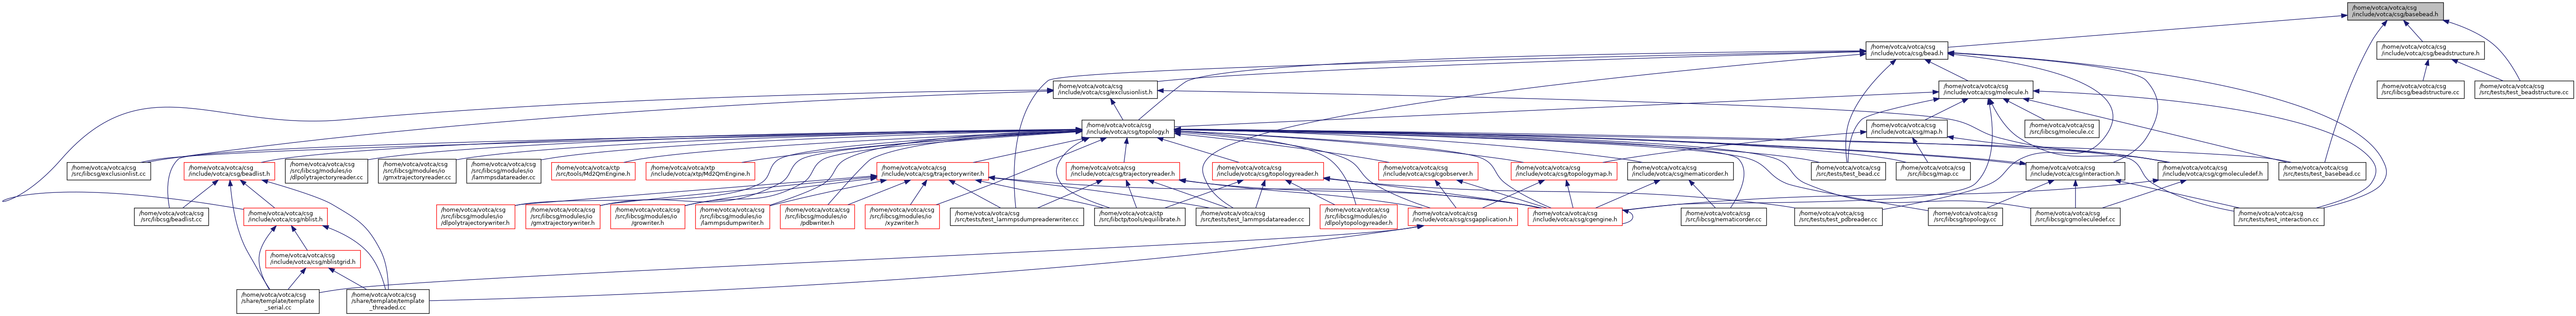 /home/votca/votca/csg
/include/votca/csg/basebead.h
/home/votca/votca/csg
/include/votca/csg/bead.h
/home/votca/votca/csg
/include/votca/csg/beadstructure.h
/home/votca/votca/csg
/include/votca/csg/exclusionlist.h
/home/votca/votca/csg
/include/votca/csg/molecule.h
/home/votca/votca/csg
/src/libcsg/beadstructure.cc
/home/votca/votca/csg
/src/tests/test_beadstructure.cc
/home/votca/votca/csg
/include/votca/csg/topology.h
/home/votca/votca/csg
/include/votca/csg/map.h
/home/votca/votca/csg
/src/libcsg/molecule.cc
/home/votca/votca/csg
/src/libcsg/exclusionlist.cc
/home/votca/votca/csg
/include/votca/csg/beadlist.h
/home/votca/votca/csg
/src/libcsg/modules/io
/dlpolytrajectoryreader.cc
/home/votca/votca/csg
/src/libcsg/modules/io
/gmxtrajectoryreader.cc
/home/votca/votca/csg
/src/libcsg/modules/io
/lammpsdatareader.cc
/home/votca/votca/ctp
/src/tools/Md2QmEngine.h
/home/votca/votca/xtp
/include/votca/xtp/Md2QmEngine.h
/home/votca/votca/csg
/include/votca/csg/trajectorywriter.h
/home/votca/votca/csg
/include/votca/csg/trajectoryreader.h
/home/votca/votca/csg
/include/votca/csg/topologyreader.h
/home/votca/votca/csg
/include/votca/csg/cgobserver.h
/home/votca/votca/csg
/include/votca/csg/topologymap.h
/home/votca/votca/csg
/include/votca/csg/nematicorder.h
/home/votca/votca/csg
/src/tests/test_bead.cc
/home/votca/votca/csg
/src/libcsg/map.cc
/home/votca/votca/csg
/include/votca/csg/interaction.h
/home/votca/votca/csg
/include/votca/csg/cgmoleculedef.h
/home/votca/votca/csg
/src/tests/test_basebead.cc
/home/votca/votca/csg
/src/libcsg/beadlist.cc
/home/votca/votca/csg
/include/votca/csg/nblist.h
/home/votca/votca/csg
/src/libcsg/modules/io
/dlpolytrajectorywriter.h
/home/votca/votca/csg
/src/libcsg/modules/io
/gmxtrajectorywriter.h
/home/votca/votca/csg
/src/libcsg/modules/io
/growriter.h
/home/votca/votca/csg
/src/libcsg/modules/io
/lammpsdumpwriter.h
/home/votca/votca/csg
/src/libcsg/modules/io
/pdbwriter.h
/home/votca/votca/csg
/src/libcsg/modules/io
/xyzwriter.h
/home/votca/votca/csg
/src/tests/test_lammpsdumpreaderwriter.cc
/home/votca/votca/ctp
/src/libctp/tools/equilibrate.h
/home/votca/votca/csg
/src/tests/test_lammpsdatareader.cc
/home/votca/votca/csg
/src/libcsg/modules/io
/dlpolytopologyreader.h
/home/votca/votca/csg
/include/votca/csg/csgapplication.h
/home/votca/votca/csg
/include/votca/csg/cgengine.h
/home/votca/votca/csg
/src/libcsg/nematicorder.cc
/home/votca/votca/csg
/src/tests/test_pdbreader.cc
/home/votca/votca/csg
/src/libcsg/topology.cc
/home/votca/votca/csg
/src/libcsg/cgmoleculedef.cc
/home/votca/votca/csg
/src/tests/test_interaction.cc
/home/votca/votca/csg
/include/votca/csg/nblistgrid.h
/home/votca/votca/csg
/share/template/template
_serial.cc
/home/votca/votca/csg
/share/template/template
_threaded.cc